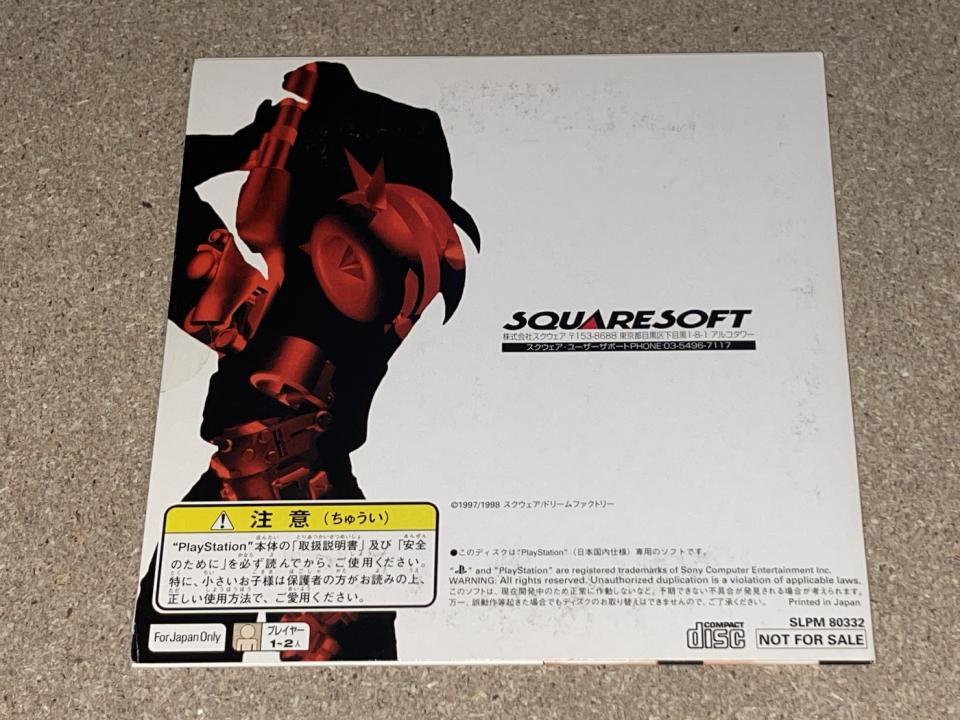 SQUARESOFT
株式会社スクウェア 〒153-8688 東京都目黒区下目黒1-8-1 アルコタワー
スクウェア・ユーザーサポートPHONE:03-5496-7117
©1997/1998 スクウェア/ドリームファクトリー
注意(ちゅうい)
"PlayStation"本体の「取扱説明書」及び「安全
のために」を必ず読んでから、ご使用ください。
特に、小さいお子様は保護者の方がお読みの上、
正しい使用方法で、ご愛用ください。
●このディスクは"PlayStation"(日本国内仕様)専用のソフトです。
" " and "PlayStation" are registered trademarks of Sony Computer Entertainment Inc.
WARNING: All rights reserved. Unauthorized duplication is a violation of applicable laws.
このソフトは、現在開発中のため正常に作動しないなど、予期できない不具合が発見される場合が考えられます。
万一、誤動作等起きた場合でもディスクのお取り替えはできませんので、ご了承ください。 Printed in Japan
For Japan Only
プレイヤー
1~2人
COMPACT
disc
SLPM 80332
NOT FOR SALE